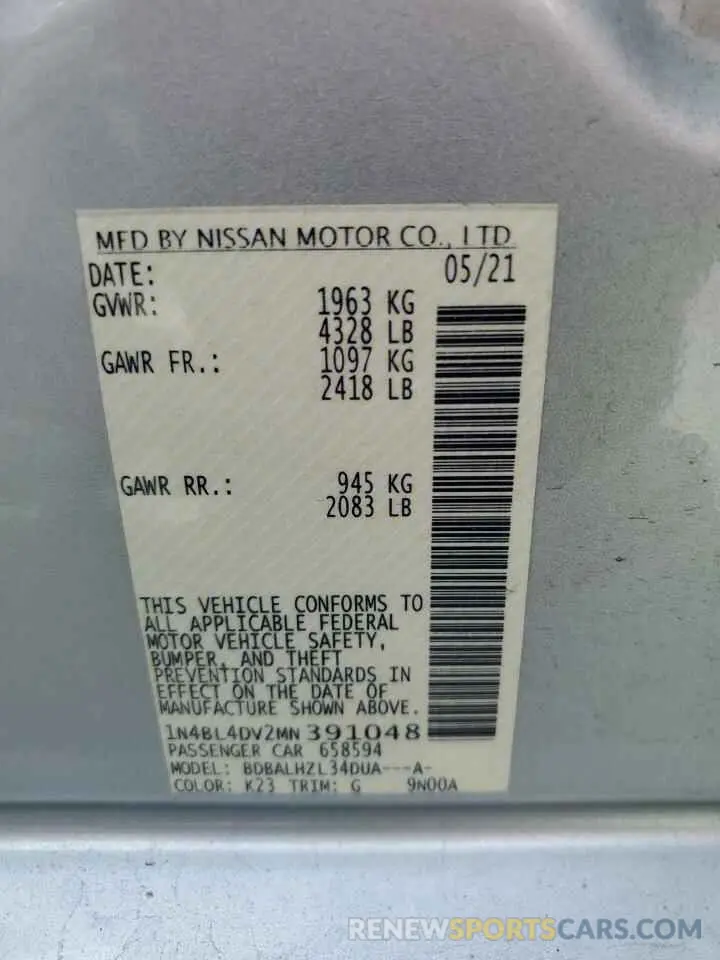 MFD BY NISSAN MOTOR CO., LTD
DATE: 05/21
GVWR: 1963 KG
4328 LB
GAWR FR.: 1097 KG
2418 LB
GAWR RR.: 945 KG
2083 LB
THIS VEHICLE CONFORMS TO
ALL APPLICABLE FEDERAL
MOTOR VEHICLE SAFETY,
BUMPER, AND THEFT
PREVENTION STANDARDS IN
EFFECT ON THE DATE OF
MANUFACTURE SHOWN ABOVE.
1N4BL4DV2MN391048
PASSENGER CAR 658594
MODEL: BDBALHZL34DUA---A-
COLOR: K23 TRIM: G 9N00A
RENEWSPORTSCARS.COM